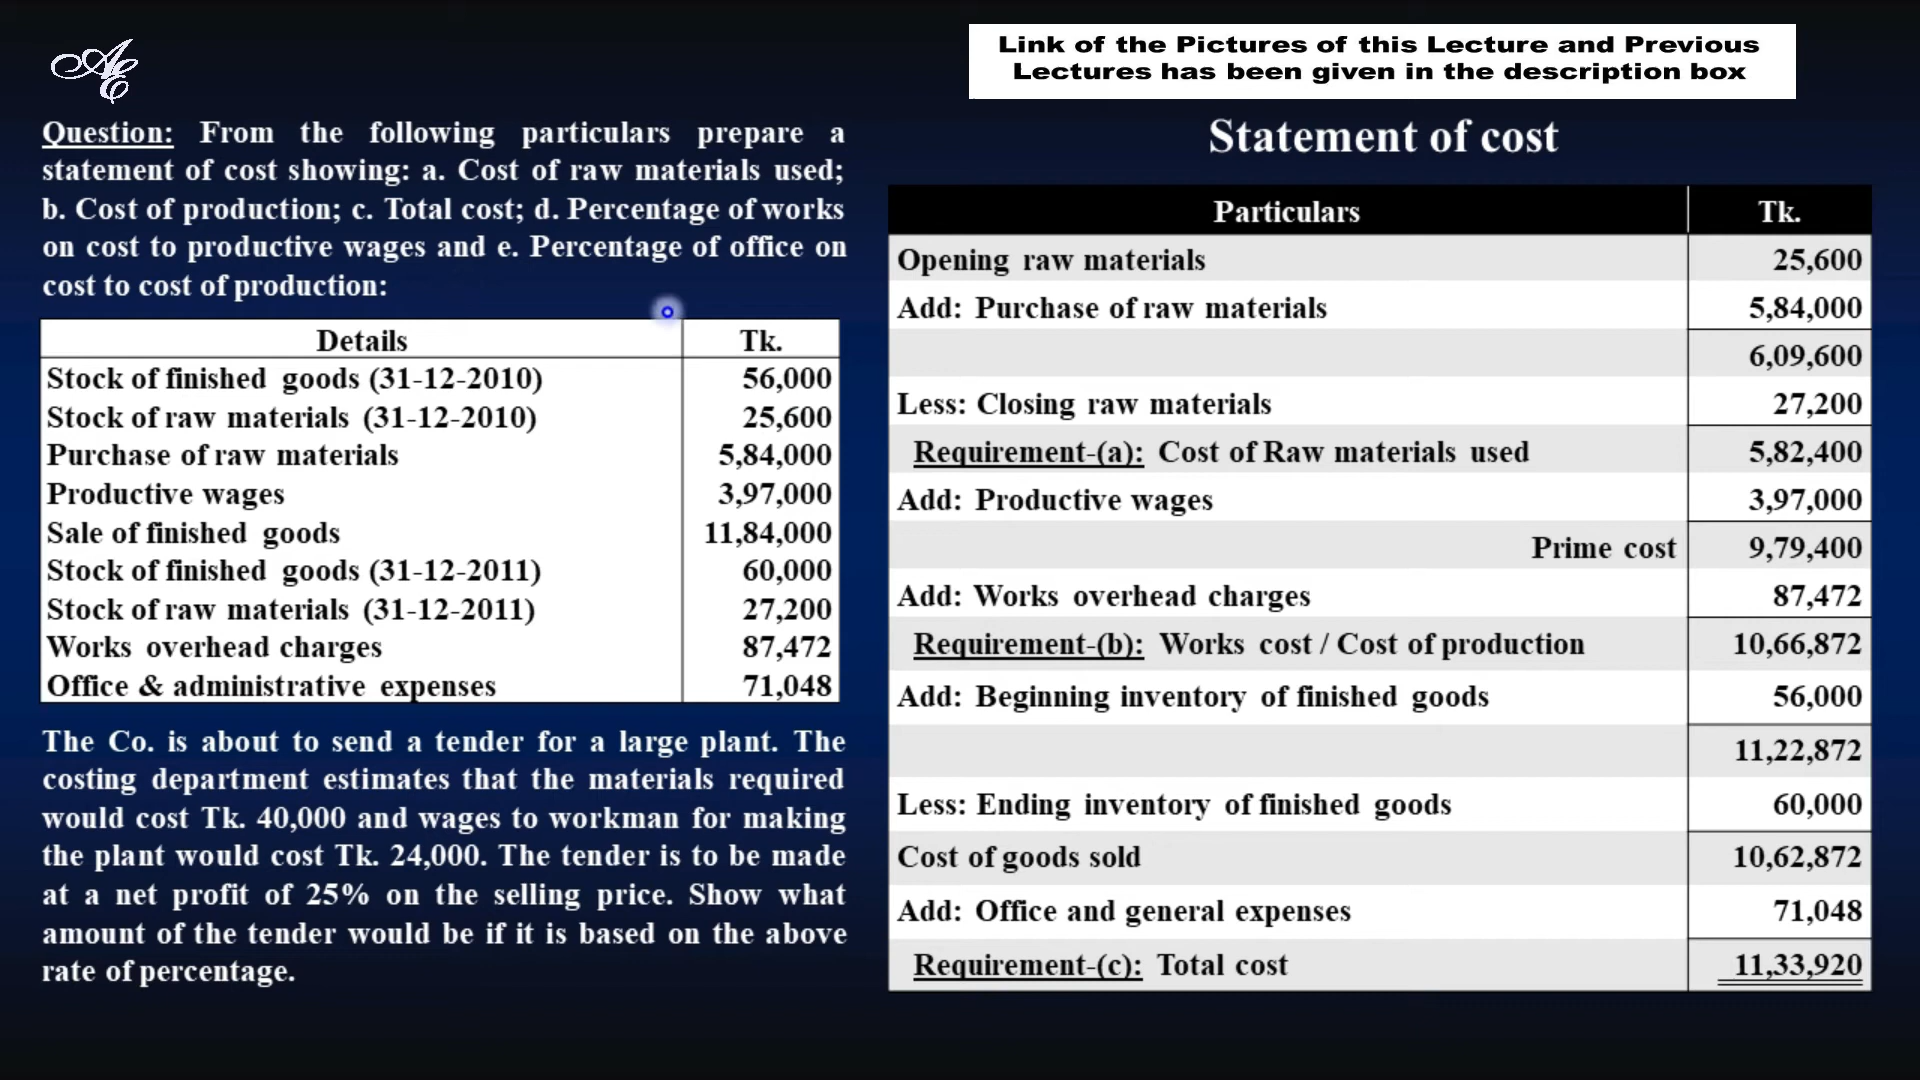 AE
Link of the Pictures of this Lecture and Previous
Lectures has been given in the description box
Question: From the following particulars prepare a
statement of cost showing: a. Cost of raw materials used;
b. Cost of production; c. Total cost; d. Percentage of works
on cost to productive wages and e. Percentage of office on
cost to cost of production:
Details Tk.
Stock of finished goods (31-12-2010) 56,000
Stock of raw materials (31-12-2010) 25,600
Purchase of raw materials 5,84,000
Productive wages 3,97,000
Sale of finished goods 11,84,000
Stock of finished goods (31-12-2011) 60,000
Stock of raw materials (31-12-2011) 27,200
Works overhead charges 87,472
Office & administrative expenses 71,048
The Co. is about to send a tender for a large plant. The
costing department estimates that the materials required
would cost Tk. 40,000 and wages to workman for making
the plant would cost Tk. 24,000. The tender is to be made
at a net profit of 25% on the selling price. Show what
amount of the tender would be if it is based on the above
rate of percentage.
Statement of cost
Particulars Tk.
Opening raw materials 25,600
Add: Purchase of raw materials 5,84,000
6,09,600
Less: Closing raw materials 27,200
Requirement-(a): Cost of Raw materials used 5,82,400
Add: Productive wages 3,97,000
Prime cost 9,79,400
Add: Works overhead charges 87,472
Requirement-(b): Works cost / Cost of production 10,66,872
Add: Beginning inventory of finished goods 56,000
11,22,872
Less: Ending inventory of finished goods 60,000
Cost of goods sold 10,62,872
Add: Office and general expenses 71,048
Requirement-(c): Total cost 11,33,920